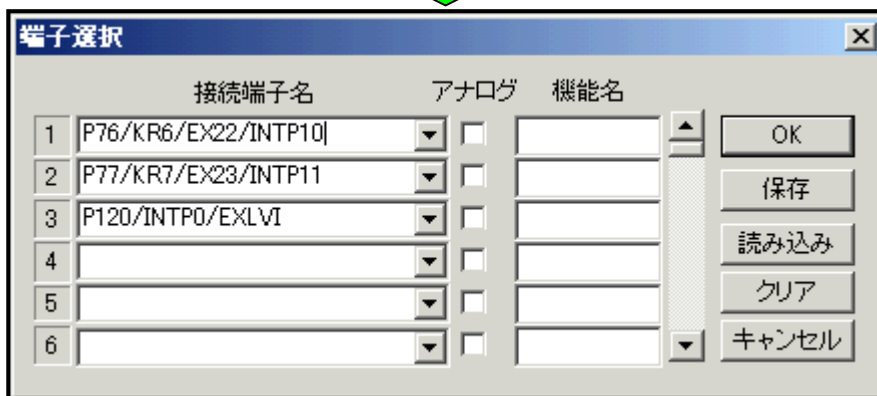 端子選択
接続端子名 アナログ 機能名
1 P76/KR6/EX22/INTP10 OK
2 P77/KR7/EX23/INTP11 保存
3 P120/INTP0/EXLVI 読み込み
4
5 クリア
6 キャンセル